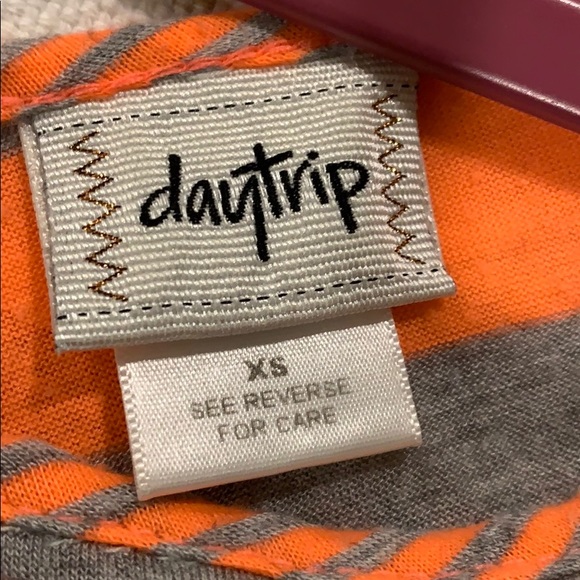 daytrip
XS
SEE REVERSE
FOR CARE